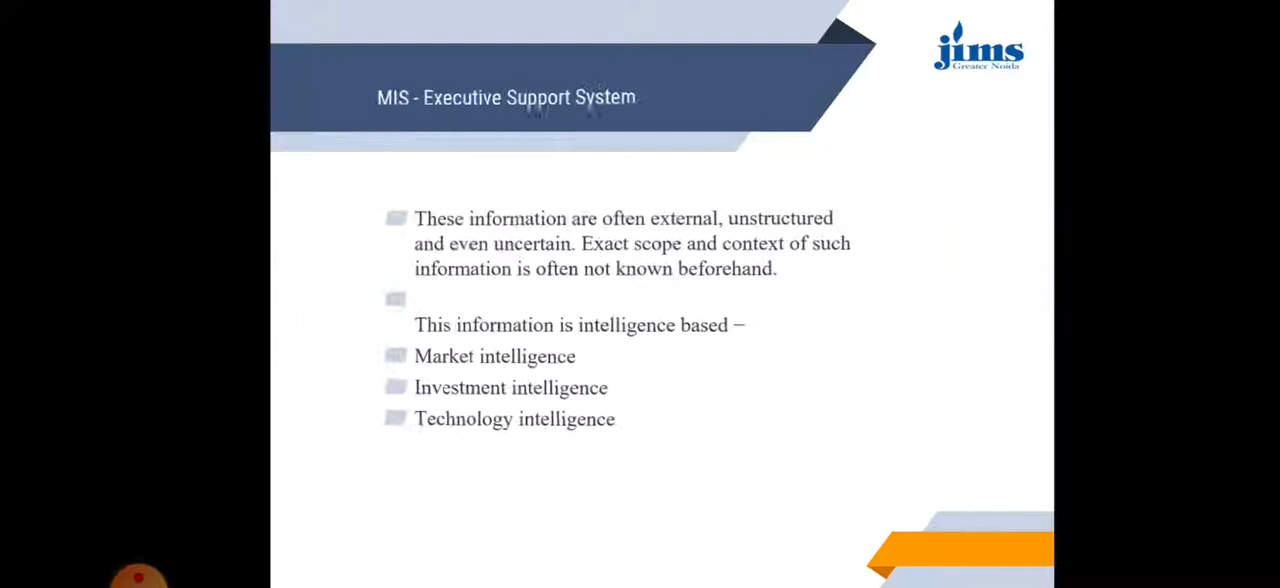 jims
Greater Noida
MIS - Executive Support System
These information are often external, unstructured
and even uncertain. Exact scope and context of such
information is often not known beforehand.
This information is intelligence based −
Market intelligence
Investment intelligence
Technology intelligence